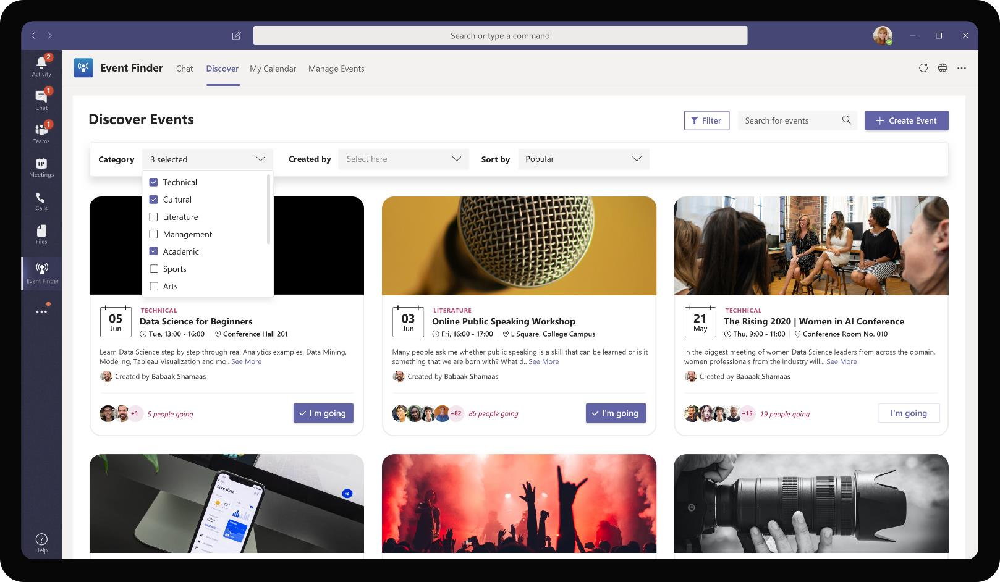 Search or type a command
2
Activity
1
Chat
1
Teams
Meetings
Calls
Files
Event Finder
Help
Event Finder Chat Discover My Calendar Manage Events
Discover Events
Filter Search for events Create Event
Category 3 selected Created by Select here Sort by Popular
Technical
Cultural
Literature
Management
Academic
Sports
Arts
05
Jun
TECHNICAL
Data Science for Beginners
Tue, 13:00 - 16:00 Conference Hall 201
Learn Data Science step by step through real Analytics examples. Data Mining,
Modeling, Tableau Visualization and mo.. See More
Created by Babaak Shamaas
+1 5 people going I'm going
03
Jun
LITERATURE
Online Public Speaking Workshop
Fri, 16:00 - 17:00 L Square, College Campus
Many people ask me whether public speaking is a skill that can be learned or is it
something that we are born with? What d.. See More
Created by Babaak Shamaas
+82 86 people going I'm going
21
May
TECHNICAL
The Rising 2020 | Women in AI Conference
Thu, 9:00 - 11:00 Conference Room No. 010
In the biggest meeting of women Data Science leaders from across the domain,
women professionals from the industry will... See More
Created by Babaak Shamaas
+15 19 people going I'm going
Live data
17°